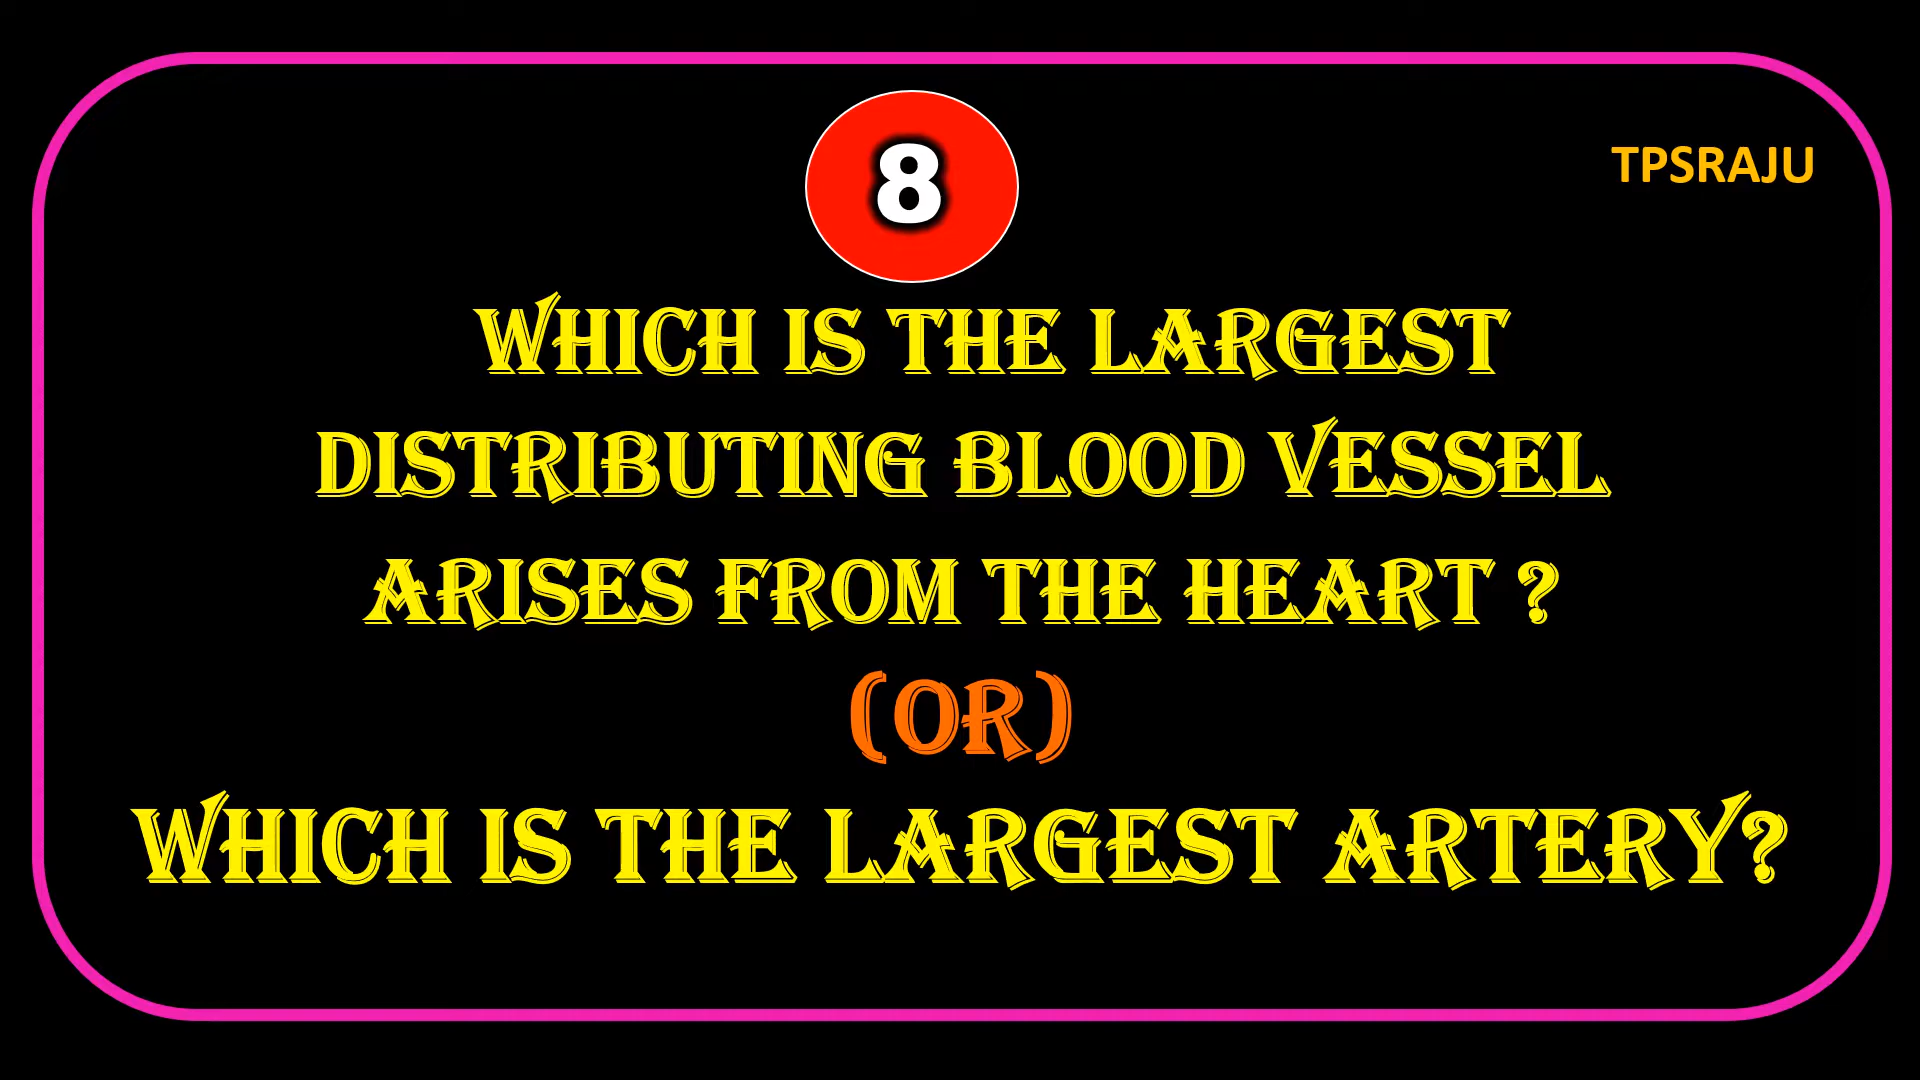 8
TPSRAJU
WHICH IS THE LARGEST
DISTRIBUTING BLOOD VESSEL
ARISES FROM THE HEART ?
(OR)
WHICH IS THE LARGEST ARTERY?